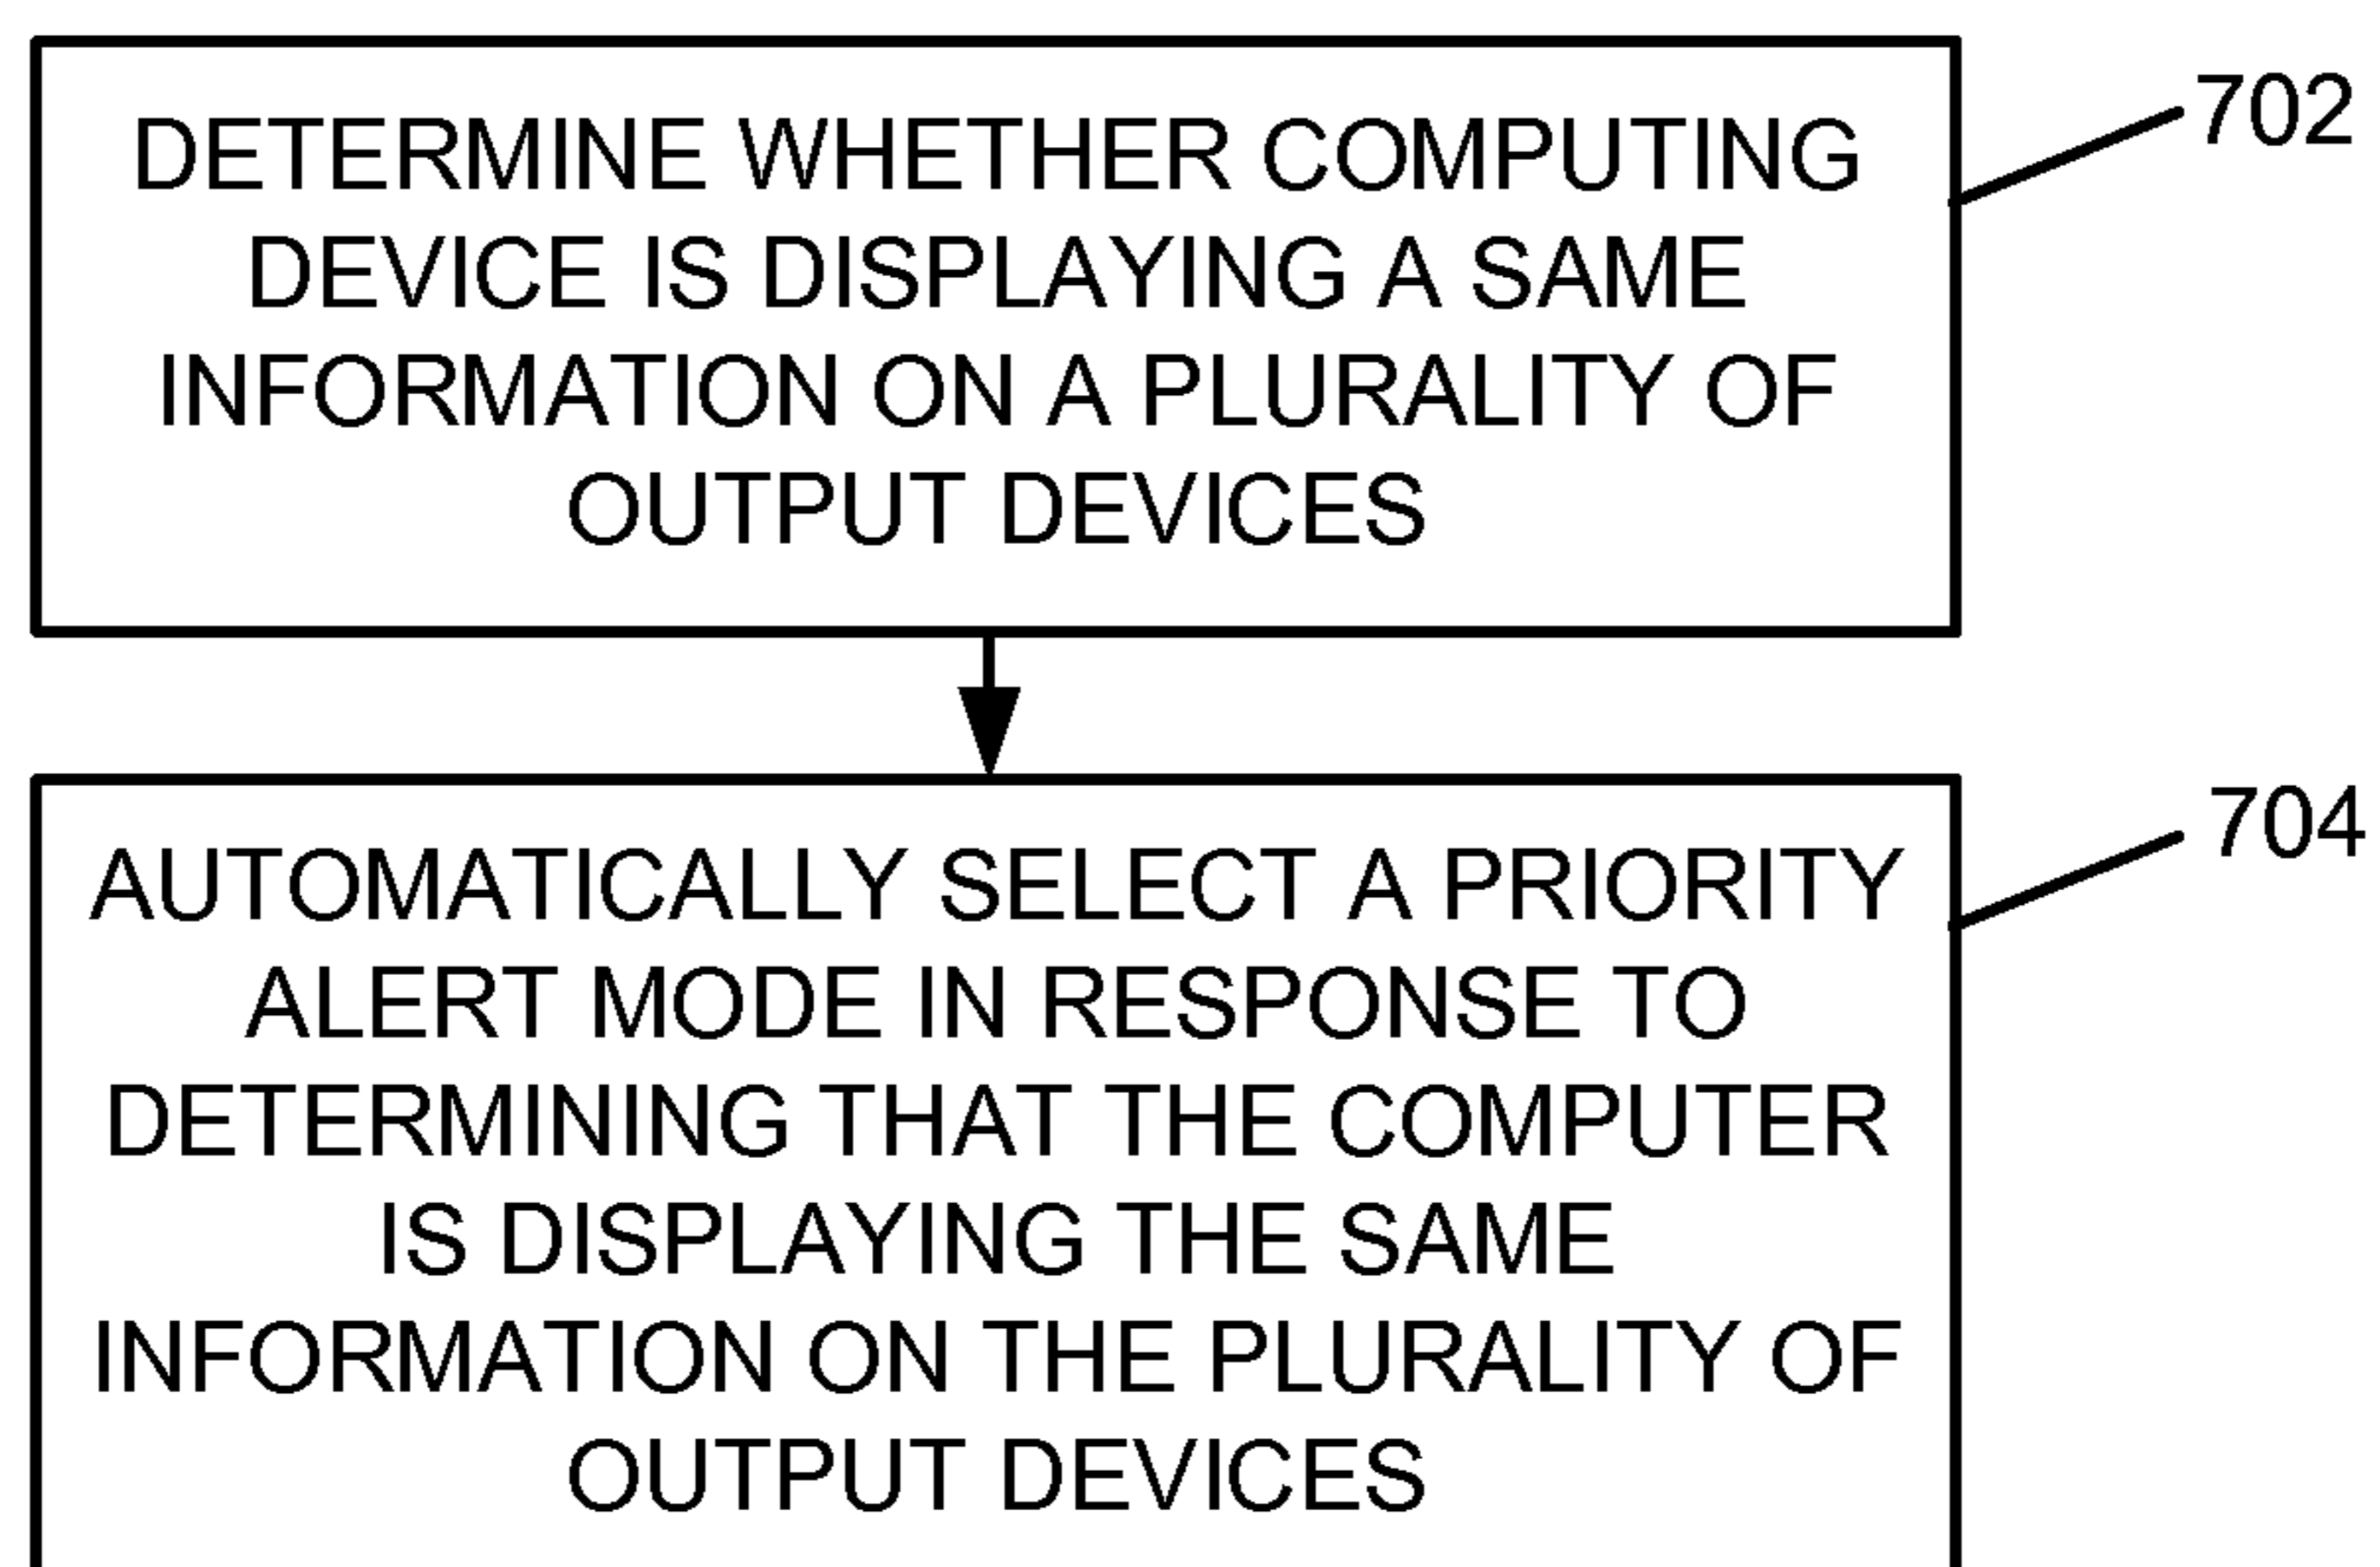 DETERMINE WHETHER COMPUTING
DEVICE IS DISPLAYING A SAME
INFORMATION ON A PLURALITY OF
OUTPUT DEVICES
702
AUTOMATICALLY SELECT A PRIORITY
ALERT MODE IN RESPONSE TO
DETERMINING THAT THE COMPUTER
IS DISPLAYING THE SAME
INFORMATION ON THE PLURALITY OF
OUTPUT DEVICES
704